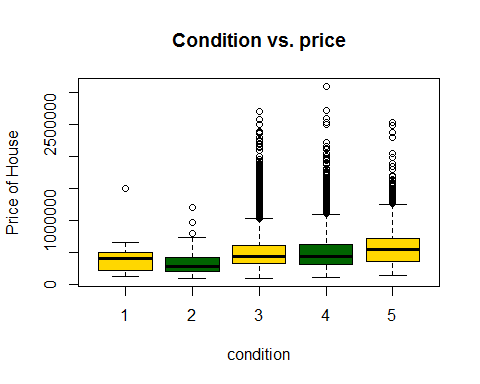 Condition vs. price
Price of House
2500000
1000000
0
1 2 3 4 5
condition